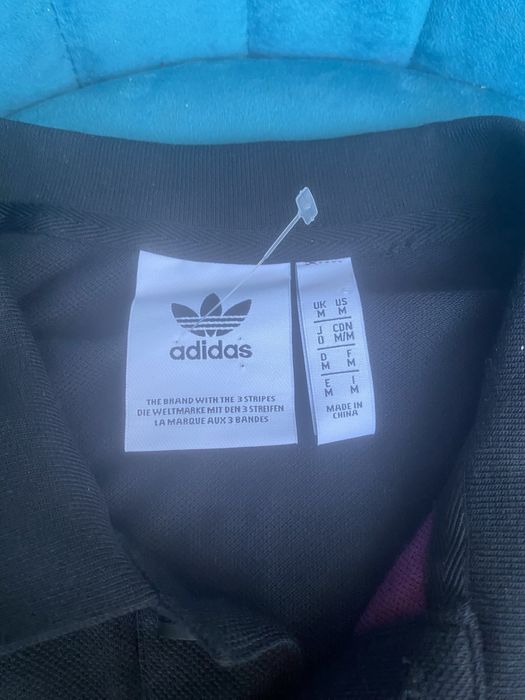 adidas
THE BRAND WITH THE 3 STRIPES
DIE WELTMARKE MIT DEN 3 STREIFEN
LA MARQUE AUX 3 BANDES
UK US
M M
J CDN
O M/M
D F
M M
E I
M M
MADE IN
CHINA